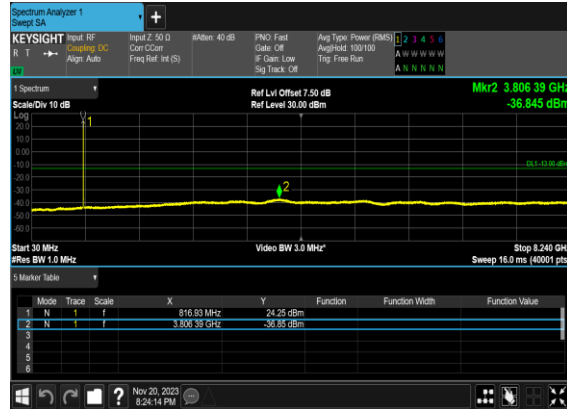 Spectrum Analyzer 1
Swept SA
+
KEYSIGHT Input: RF Input Z: 50 Ω #Atten: 40 dB PNO: Fast Avg Type: Power (RMS) 1 2 3 4 5 6
R T Coupling: DC Corr CCorr Gate: Off Avg|Hold: 100/100 A W W W W W
Align: Auto Freq Ref: Int (S) IF Gain: Low Trig: Free Run
Sig Track: Off A N N N N N
1 Spectrum Ref Lvl Offset 7.50 dB Mkr2 3.806 39 GHz
Scale/Div 10 dB Ref Level 30.00 dBm -36.845 dBm
Log
1
20.0
10.0
0.00
-10.0 DL1 -13.00 dBm
-20.0
-30.0 2
-40.0
-50.0
-60.0
Start 30 MHz Video BW 3.0 MHz* Stop 8.240 GHz
#Res BW 1.0 MHz Sweep 16.0 ms (40001 pts)
5 Marker Table
Mode Trace Scale X Y Function Function Width Function Value
1 N 1 f 816.93 MHz 24.25 dBm
2 N 1 f 3.806 39 GHz -36.85 dBm
3
4
5
6
? Nov 20, 2023
8:24:14 PM